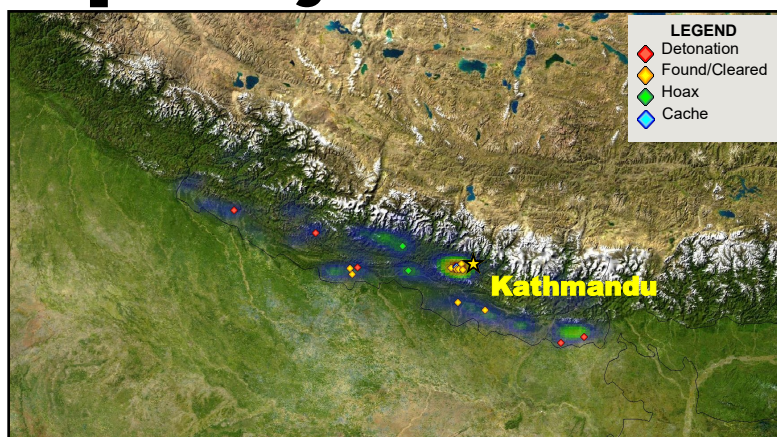 LEGEND
Detonation
Found/Cleared
Hoax
Cache
Kathmandu